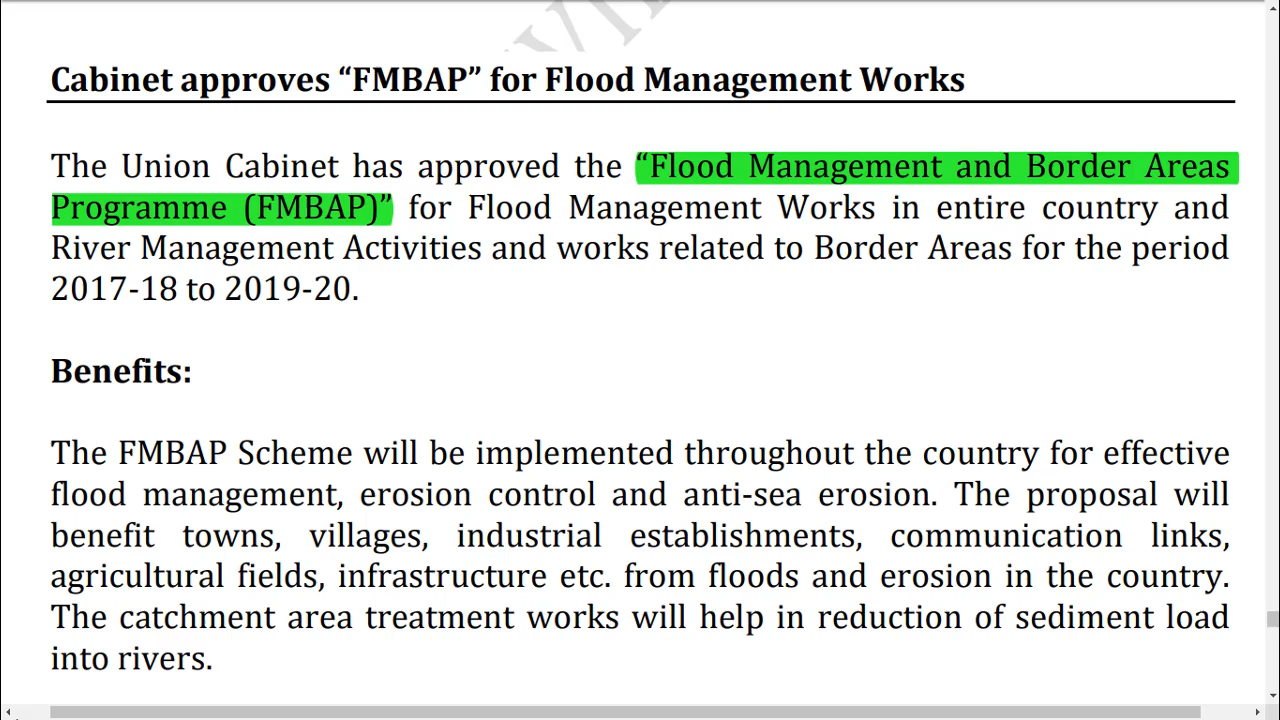 Cabinet approves “FMBAP” for Flood Management Works
The Union Cabinet has approved the “Flood Management and Border Areas
Programme (FMBAP)” for Flood Management Works in entire country and
River Management Activities and works related to Border Areas for the period
2017-18 to 2019-20.
Benefits:
The FMBAP Scheme will be implemented throughout the country for effective
flood management, erosion control and anti-sea erosion. The proposal will
benefit towns, villages, industrial establishments, communication links,
agricultural fields, infrastructure etc. from floods and erosion in the country.
The catchment area treatment works will help in reduction of sediment load
into rivers.